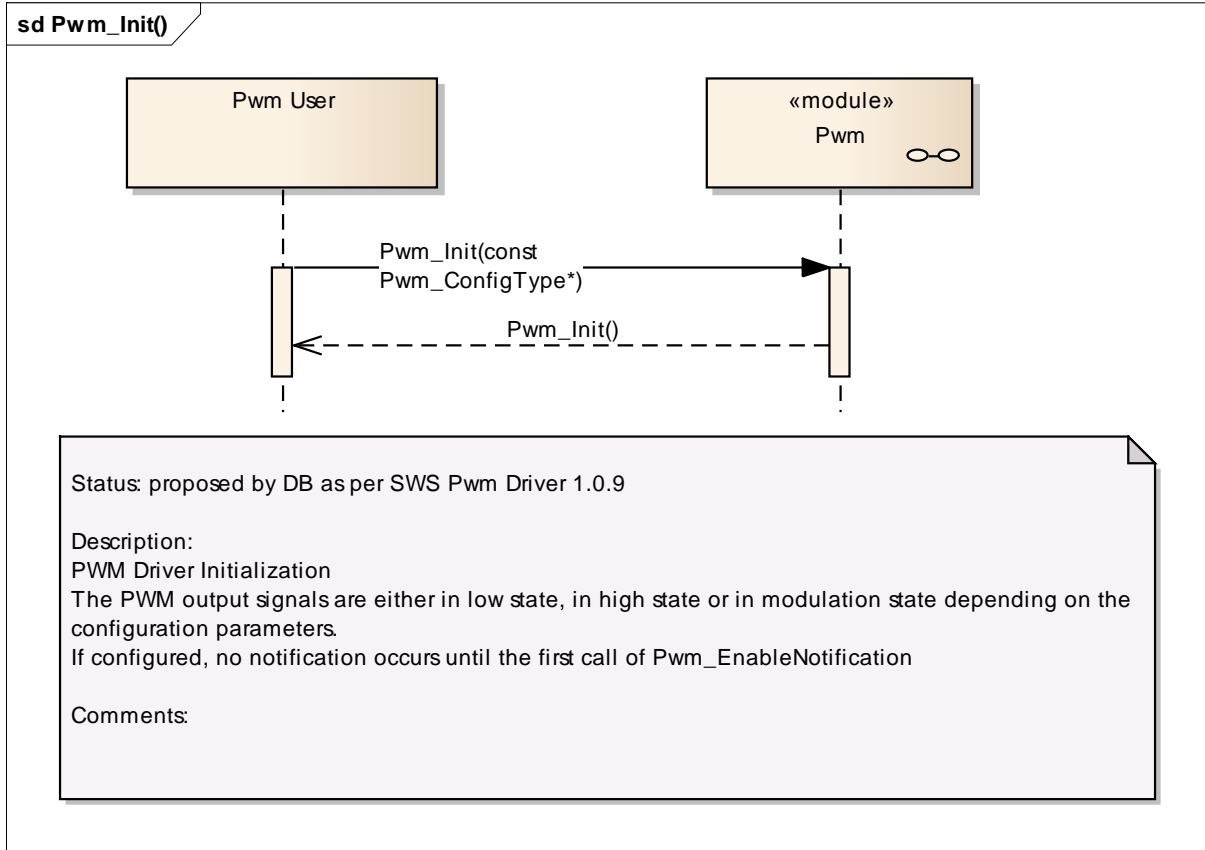 sd Pwm_Init()
Pwm User
«module»
Pwm
Pwm_Init(const
Pwm_ConfigType*)
Pwm_Init()
Status: proposed by DB as per SWS Pwm Driver 1.0.9
Description:
PWM Driver Initialization
The PWM output signals are either in low state, in high state or in modulation state depending on the
configuration parameters.
If configured, no notification occurs until the first call of Pwm_EnableNotification
Comments: